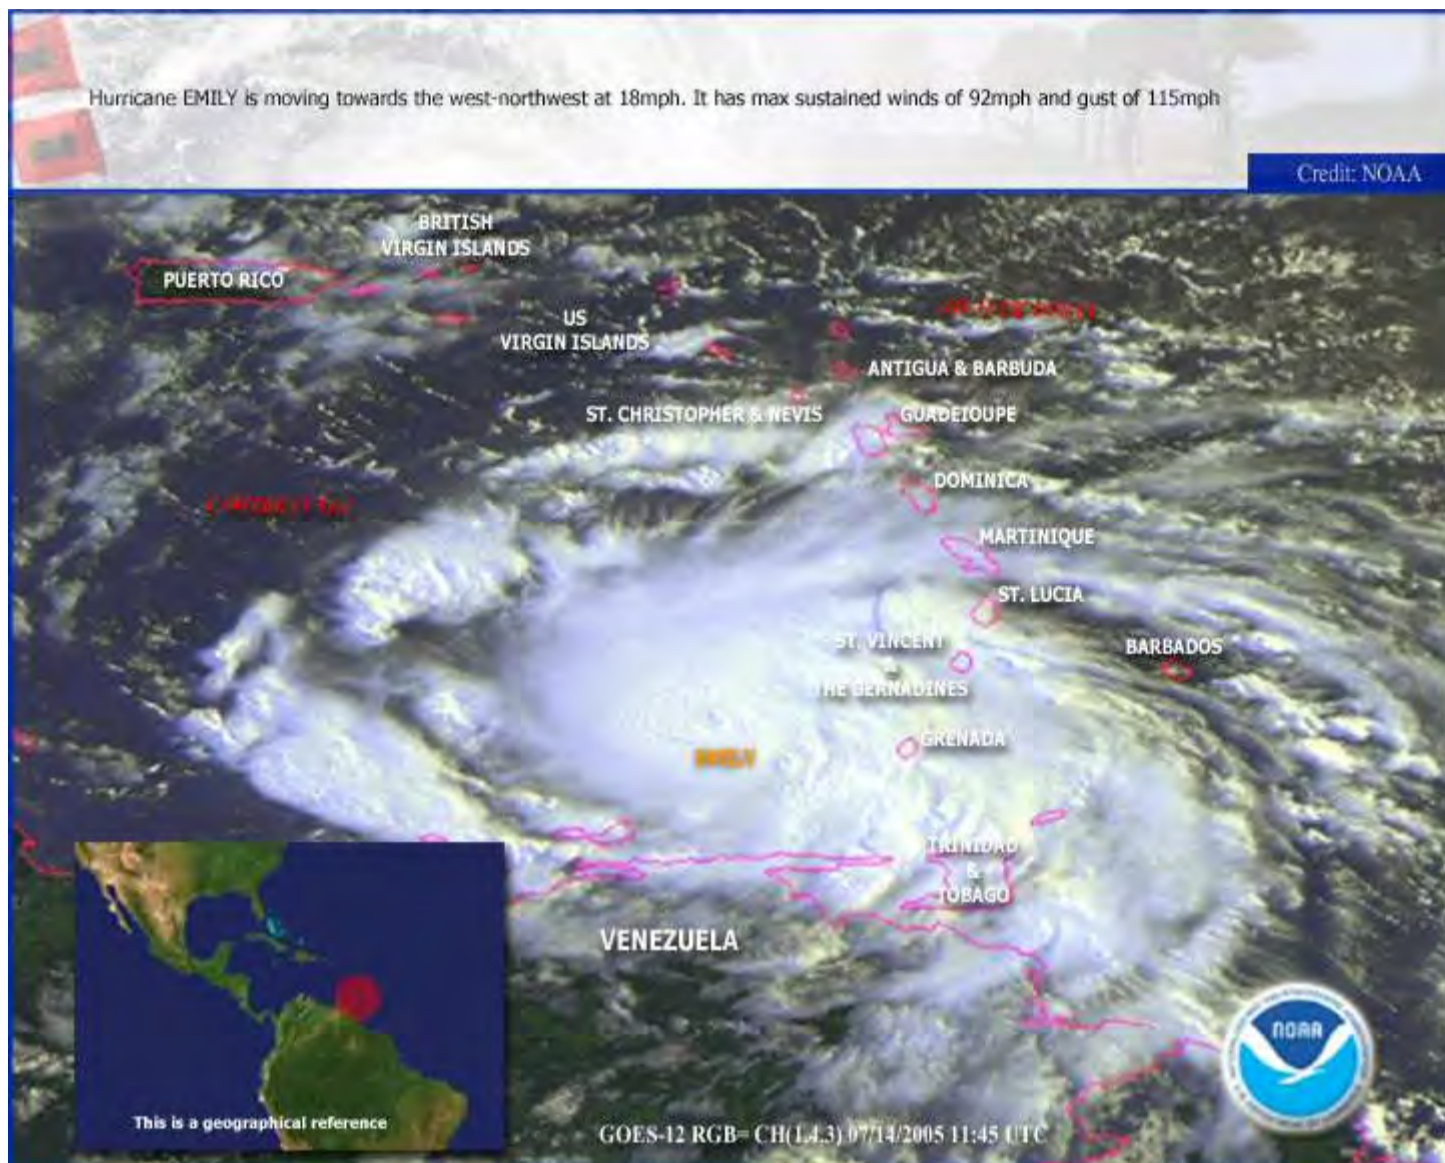 Hurricane EMILY is moving towards the west-northwest at 18mph. It has max sustained winds of 92mph and gust of 115mph
Credit: NOAA
BRITISH
VIRGIN ISLANDS
PUERTO RICO
US
VIRGIN ISLANDS
ANTIGUA & BARBUDA
ST. CHRISTOPHER & NEVIS
GUADEIOUPE
DOMINICA
MARTINIQUE
ST. LUCIA
ST. VINCENT
&
THE GERNADINES
BARBADOS
GRENADA
EMILY
TRINIDAD
&
TOBAGO
VENEZUELA
NOAA
This is a geographical reference
GOES-12 RGB= CH(1,4,3) 07/14/2005 11:45 UTC